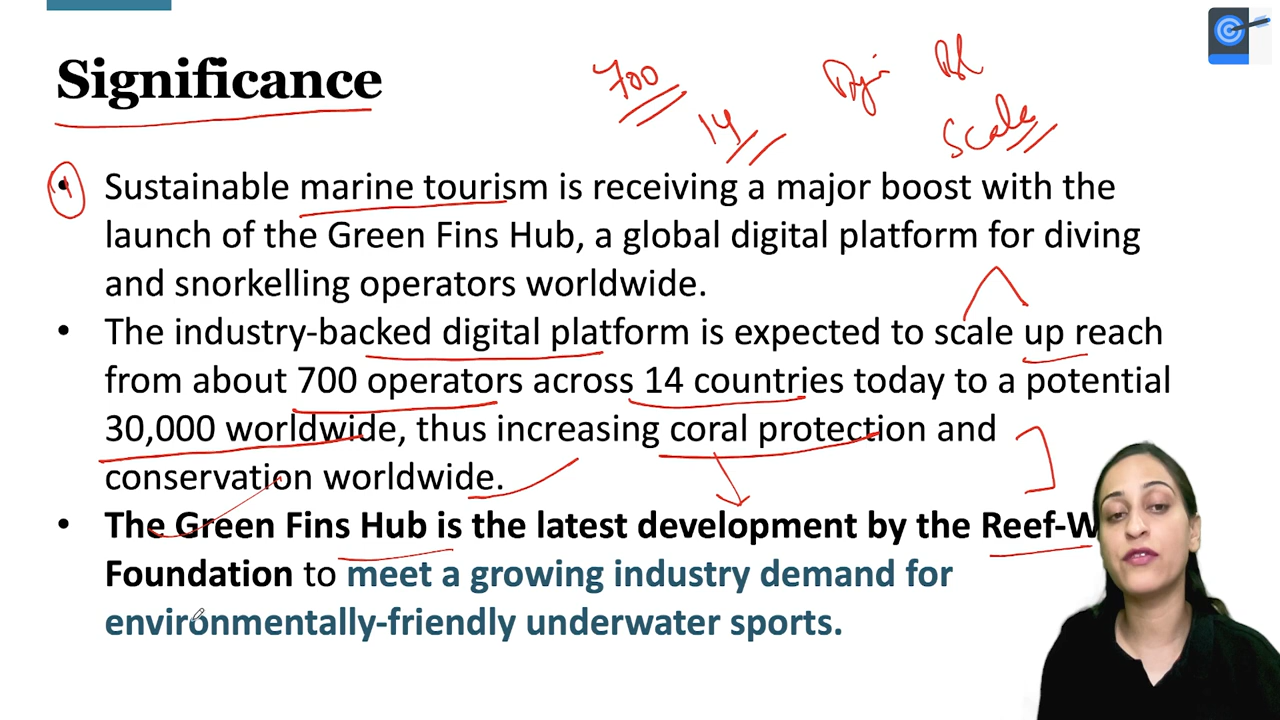 Significance
700
14
Scale
Sustainable marine tourism is receiving a major boost with the
launch of the Green Fins Hub, a global digital platform for diving
and snorkelling operators worldwide.
• The industry-backed digital platform is expected to scale up reach
from about 700 operators across 14 countries today to a potential
30,000 worldwide, thus increasing coral protection and
conservation worldwide.
• The Green Fins Hub is the latest development by the Reef-W
Foundation to meet a growing industry demand for
environmentally-friendly underwater sports.